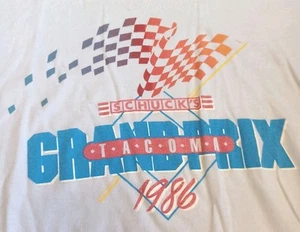 SCHUCK'S
GRAND PRIX
TACOMA
1986